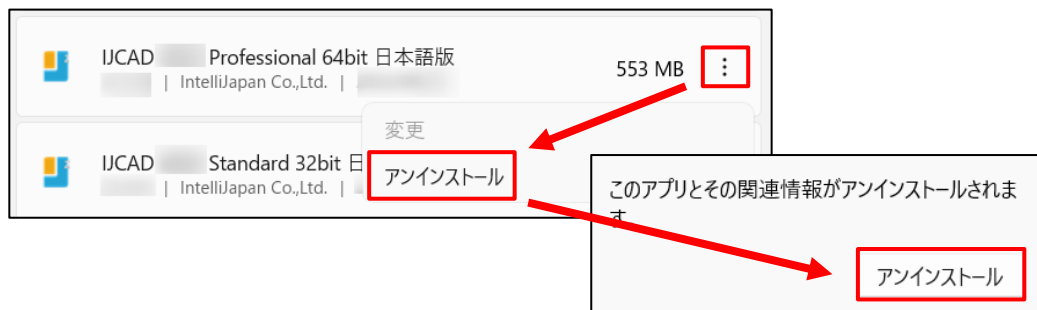 IJCAD Professional 64bit 日本語版
| IntelliJapan Co.,Ltd. |
553 MB
変更
アンインストール
IJCAD Standard 32bit 日
| IntelliJapan Co.,Ltd. |
このアプリとその関連情報がアンインストールされま
す。
アンインストール